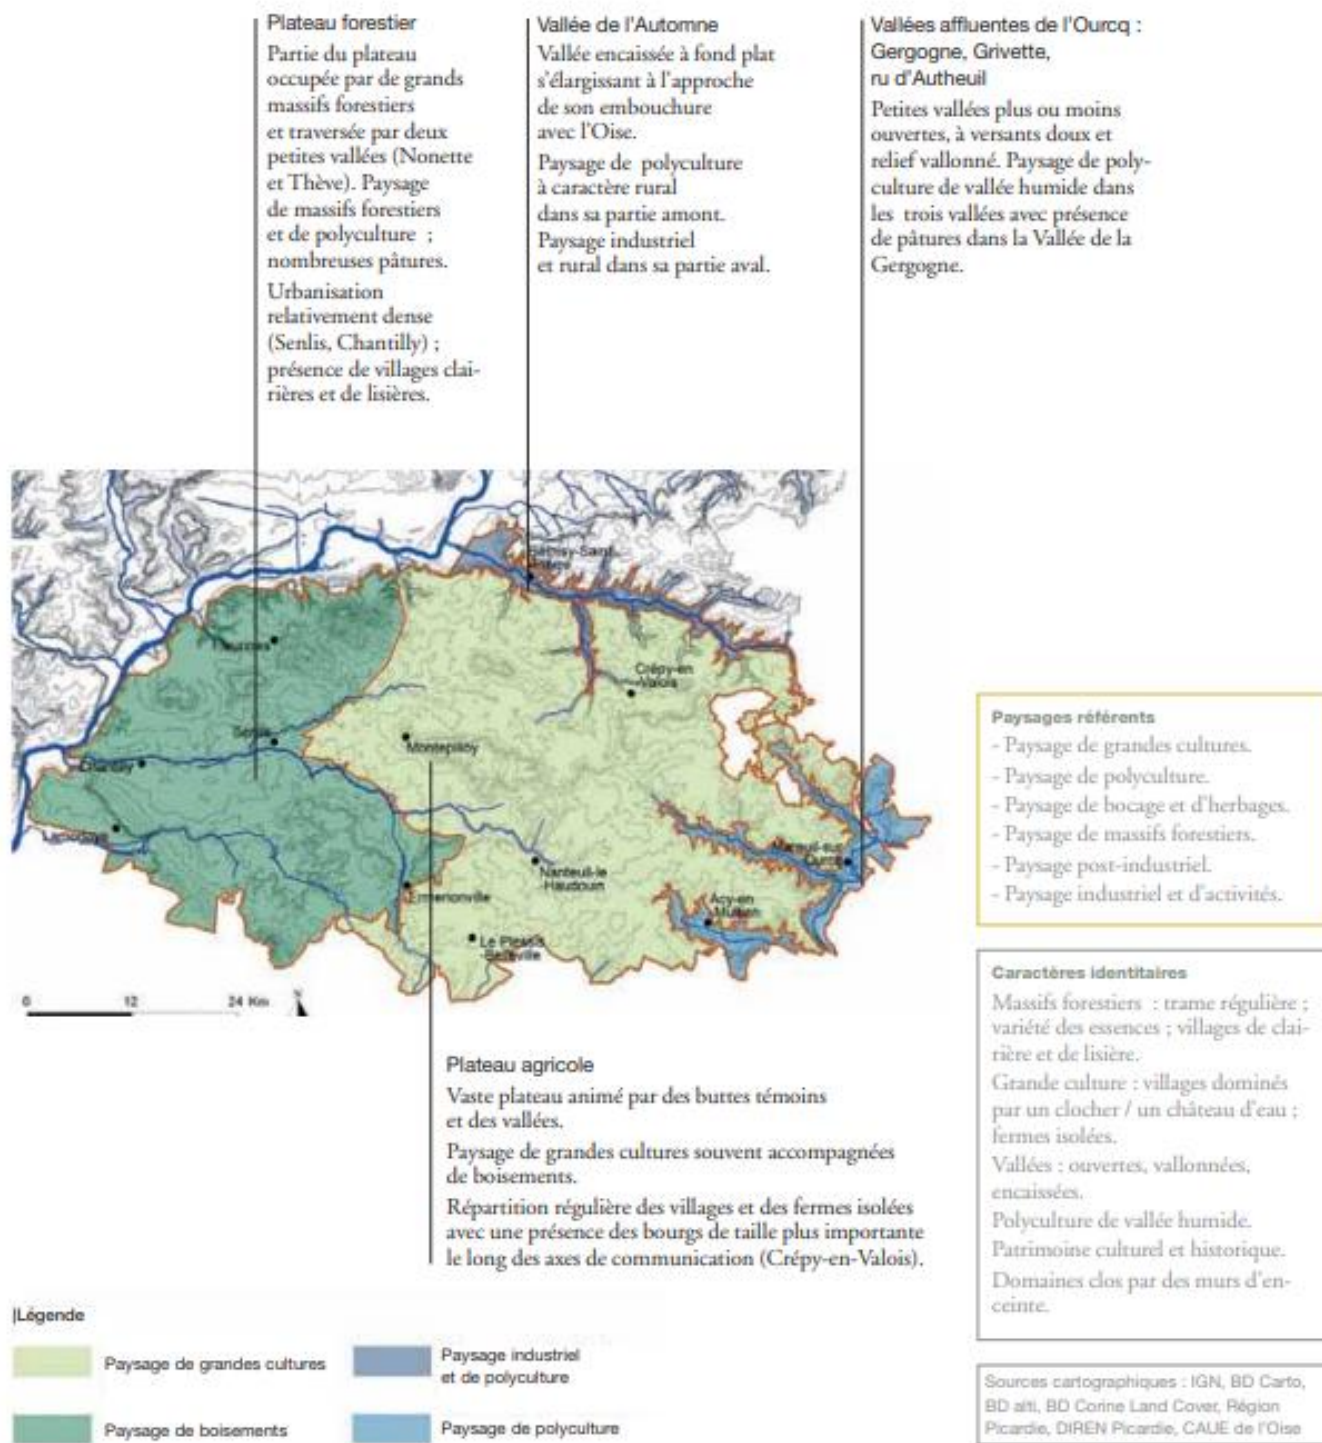 Plateau forestier
Partie du plateau
occupée par de grands
massifs forestiers
et traversée par deux
petites vallées (Nonette
et Thève). Paysage
de massifs forestiers
et de polyculture ;
nombreuses pâtures.
Urbanisation
relativement dense
(Senlis, Chantilly) ;
présence de villages clai-
rières et de lisières.
Vallée de l'Automne
Vallée encaissée à fond plat
s'élargissant à l'approche
de son embouchure
avec l'Oise.
Paysage de polyculture
à caractère rural
dans sa partie amont.
Paysage industriel
et rural dans sa partie aval.
Vallées affluentes de l'Ourcq :
Gergogne, Grivette,
ru d'Autheuil
Petites vallées plus ou moins
ouvertes, à versants doux et
relief vallonné. Paysage de poly-
culture de vallée humide dans
les trois vallées avec présence
de pâtures dans la Vallée de la
Gergogne.
Béthisy-Saint
Crépy-en
-Valois
Senlis
Montepilloy
Chantilly
Nanteuil-le
-Haudouin
Mareuil-sur
Ourcq
Ermenonville
Acy-en
Multien
Le Plessis
-Belleville
0 12 24 Km
N
Plateau agricole
Vaste plateau animé par des buttes témoins
et des vallées.
Paysage de grandes cultures souvent accompagnées
de boisements.
Répartition régulière des villages et des fermes isolées
avec une présence des bourgs de taille plus importante
le long des axes de communication (Crépy-en-Valois).
Paysages référents
- Paysage de grandes cultures.
- Paysage de polyculture.
- Paysage de bocage et d'herbages.
- Paysage de massifs forestiers.
- Paysage post-industriel.
- Paysage industriel et d'activités.
Caractères identitaires
Massifs forestiers : trame régulière ;
variété des essences ; villages de clai-
rière et de lisière.
Grande culture : villages dominés
par un clocher / un château d'eau ;
fermes isolées.
Vallées : ouvertes, vallonnées,
encaissées.
Polyculture de vallée humide.
Patrimoine culturel et historique.
Domaines clos par des murs d'en-
ceinte.
|Légende
Paysage de grandes cultures
Paysage industriel
et de polyculture
Paysage de boisements
Paysage de polyculture
Sources cartographiques : IGN, BD Carto,
BD alti, BD Corine Land Cover, Région
Picardie, DIREN Picardie, CAUE de l'Oise